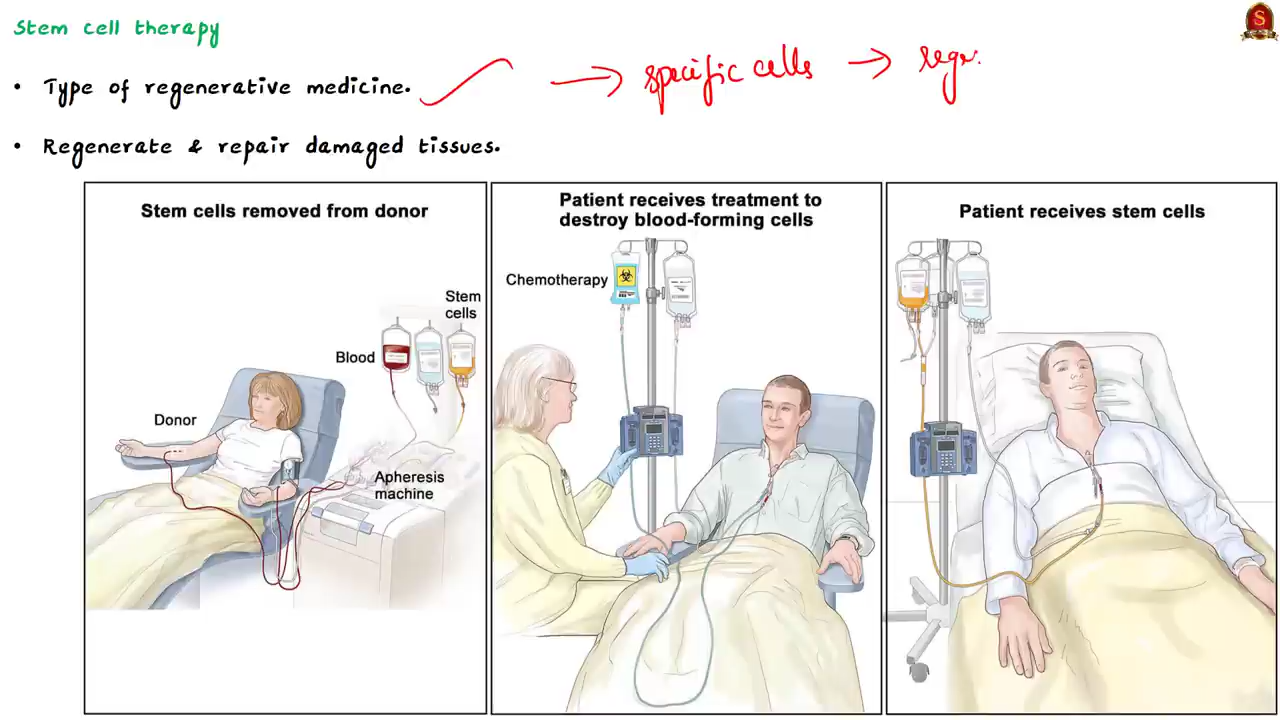 Stem cell therapy
• Type of regenerative medicine. → specific cells → rege
• Regenerate & repair damaged tissues.
Stem cells removed from donor
Stem
cells
Blood
Donor
Apheresis
machine
Patient receives treatment to
destroy blood-forming cells
Chemotherapy
Patient receives stem cells
S